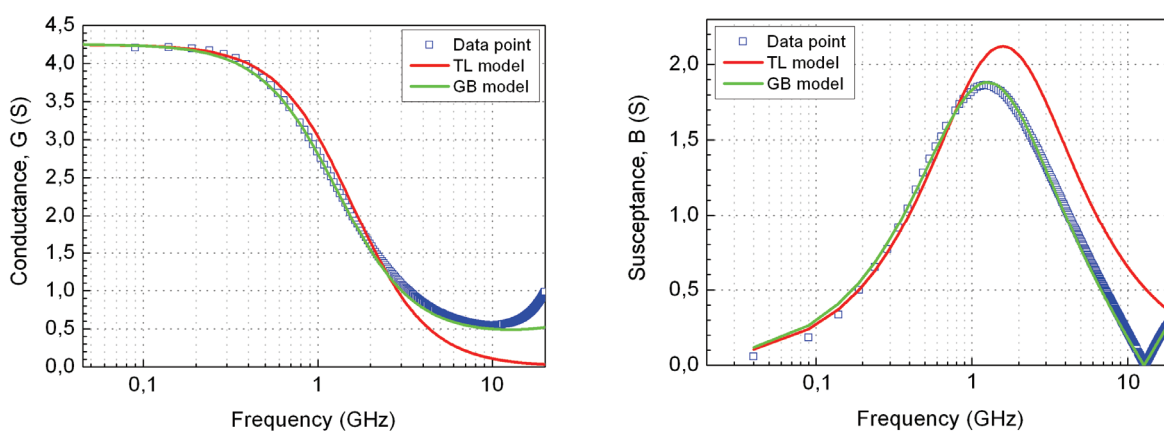 4,5
4,0
3,5
3,0
2,5
2,0
1,5
1,0
0,5
0,0
Conductance, G (S)
Data point
TL model
GB model
0,1
1
10
Frequency (GHz)
2,0
1,5
1,0
0,5
0,0
Susceptance, B (S)
Data point
TL model
GB model
0,1
1
10
Frequency (GHz)